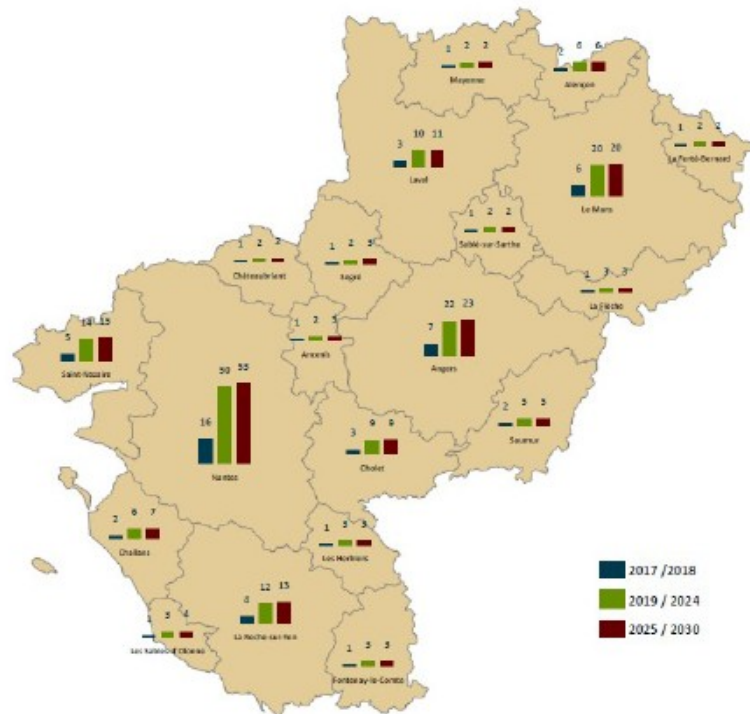 1 2 2
Mayenne
2 6 6
Alençon
1 2 2
La Ferté-Bernard
3 10 11
Laval
6 20 20
Le Mans
1 2 2
Sablé-sur-Sarthe
1 2 2
Châteaubriant
1 2 3
Segré
1 3 3
La Flèche
5 14 15
Saint-Nazaire
1 2 3
Ancenis
7 22 23
Angers
16 50 53
Nantes
3 9 9
Cholet
2 5 5
Saumur
2 6 7
Challans
1 3 3
Les Herbiers
4 12 13
La Roche-sur-Yon
1 3 4
Les Sables-d'Olonne
1 3 3
Fontenay-le-Comte
2017 / 2018
2019 / 2024
2025 / 2030